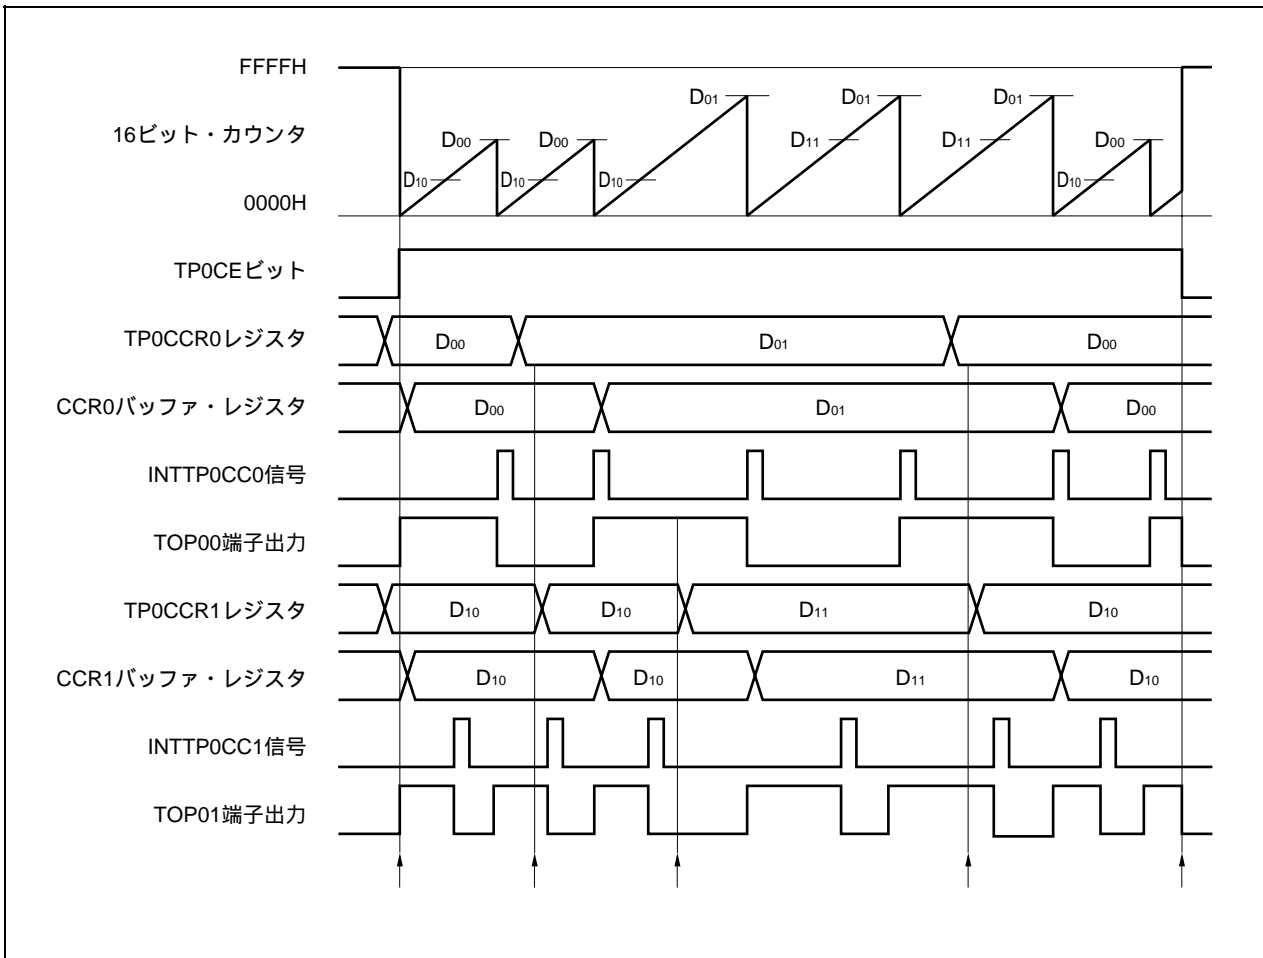 FFFFH
16ビット・カウンタ
0000H
D00 D00 D01 D01 D01 D00
D10 D10 D10 D11 D11 D10
TP0CEビット
TP0CCR0レジスタ D00 D01 D00
CCR0バッファ・レジスタ D00 D01 D00
INTTP0CC0信号
TOP00端子出力
TP0CCR1レジスタ D10 D10 D11 D10
CCR1バッファ・レジスタ D10 D10 D11 D10
INTTP0CC1信号
TOP01端子出力